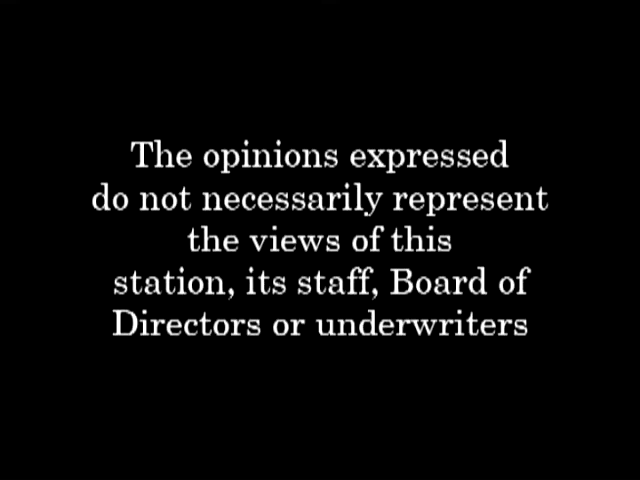 The opinions expressed
do not necessarily represent
the views of this
station, its staff, Board of
Directors or underwriters